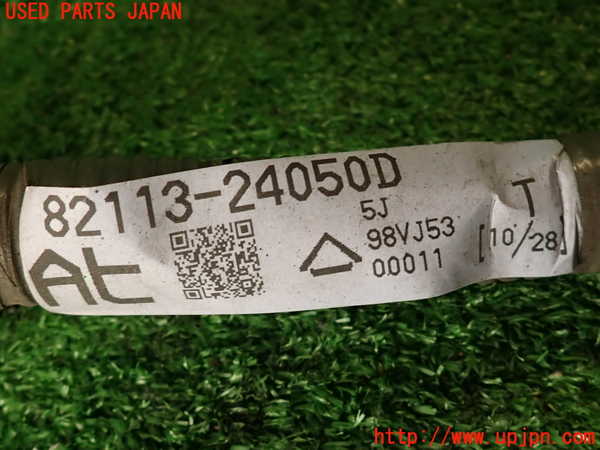 USED PARTS JAPAN
82113-24050D
5J
T
At
98VJ53
[10/28]
00011
http://www.upjpn.com/